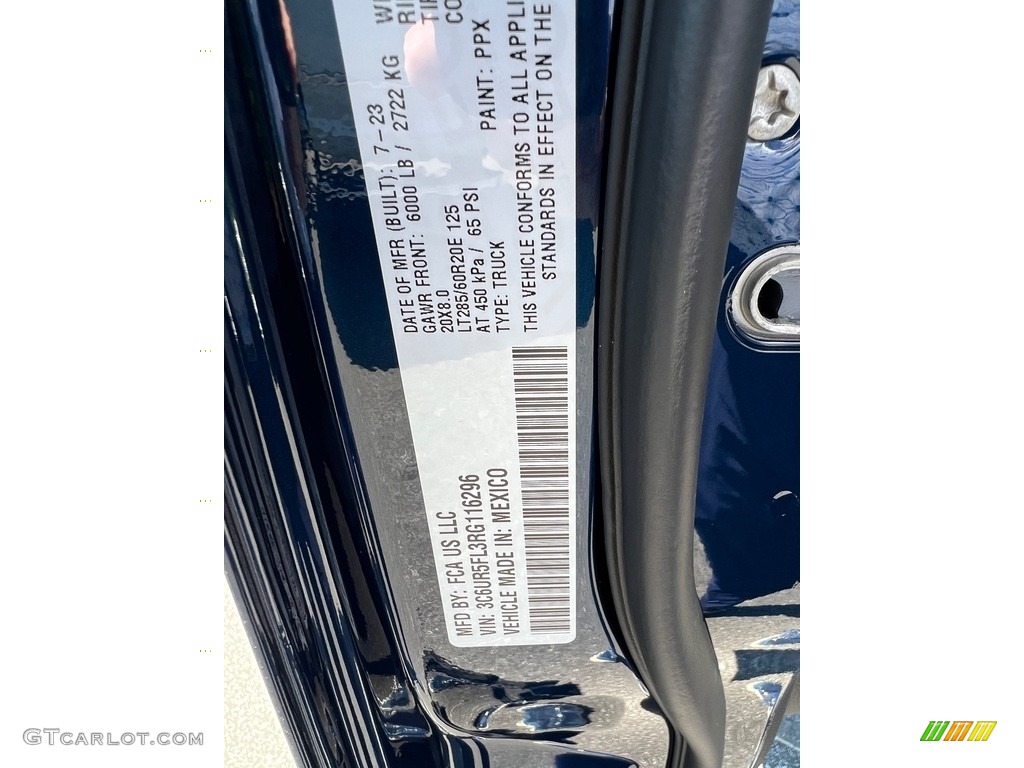 MFD BY: FCA US LLC
VIN: 3C6UR5FL3RG116296
VEHICLE MADE IN: MEXICO
DATE OF MFR (BUILT): 7-23
GAWR FRONT: 6000 LB / 2722 KG
20X8.0
LT285/60R20E 125
AT 450 kPa / 65 PSI
TYPE: TRUCK PAINT: PPX
THIS VEHICLE CONFORMS TO ALL APPLI
STANDARDS IN EFFECT ON THE
GTCARLOT.COM
PPX